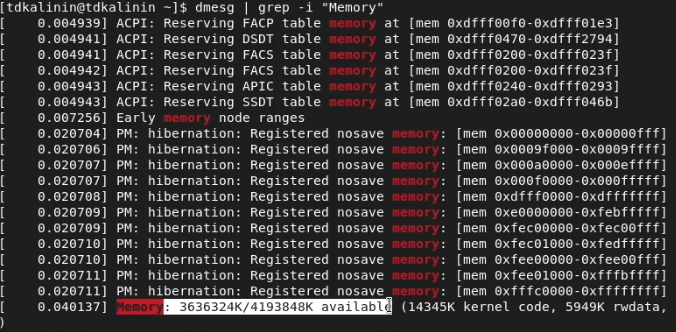 [tdkalinin@tdkalinin ~]$ dmesg | grep -i "Memory"
[    0.004939] ACPI: Reserving FACP table memory at [mem 0xdfff00f0-0xdfff01e3]
[    0.004941] ACPI: Reserving DSDT table memory at [mem 0xdfff0470-0xdfff2794]
[    0.004941] ACPI: Reserving FACS table memory at [mem 0xdfff0200-0xdfff023f]
[    0.004942] ACPI: Reserving FACS table memory at [mem 0xdfff0200-0xdfff023f]
[    0.004943] ACPI: Reserving APIC table memory at [mem 0xdfff0240-0xdfff0293]
[    0.004943] ACPI: Reserving SSDT table memory at [mem 0xdfff02a0-0xdfff046b]
[    0.007256] Early memory node ranges
[    0.020704] PM: hibernation: Registered nosave memory: [mem 0x00000000-0x00000fff]
[    0.020706] PM: hibernation: Registered nosave memory: [mem 0x0009f000-0x0009ffff]
[    0.020707] PM: hibernation: Registered nosave memory: [mem 0x000a0000-0x000effff]
[    0.020707] PM: hibernation: Registered nosave memory: [mem 0x000f0000-0x000fffff]
[    0.020708] PM: hibernation: Registered nosave memory: [mem 0xdfff0000-0xdfffffff]
[    0.020709] PM: hibernation: Registered nosave memory: [mem 0xe0000000-0xfebfffff]
[    0.020709] PM: hibernation: Registered nosave memory: [mem 0xfec00000-0xfec00fff]
[    0.020710] PM: hibernation: Registered nosave memory: [mem 0xfec01000-0xfedfffff]
[    0.020710] PM: hibernation: Registered nosave memory: [mem 0xfee00000-0xfee00fff]
[    0.020711] PM: hibernation: Registered nosave memory: [mem 0xfee01000-0xfffbffff]
[    0.020711] PM: hibernation: Registered nosave memory: [mem 0xfffc0000-0xffffffff]
[    0.040137] Memory: 3636324K/4193848K available (14345K kernel code, 5949K rwdata,
)